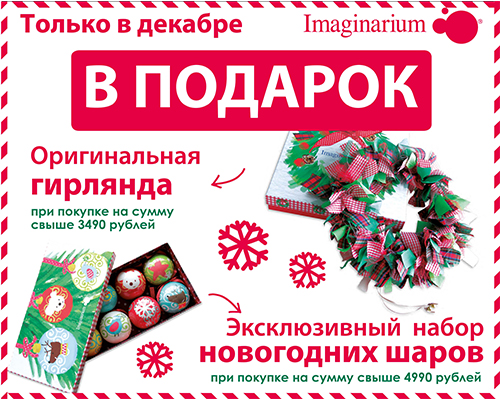 Только в декабре
Imaginarium
В ПОДАРОК
Оригинальная
гирлянда
при покупке на сумму
свыше 3490 рублей
Imaginarium
Эксклюзивный набор
новогодних шаров
при покупке на сумму свыше 4990 рублей